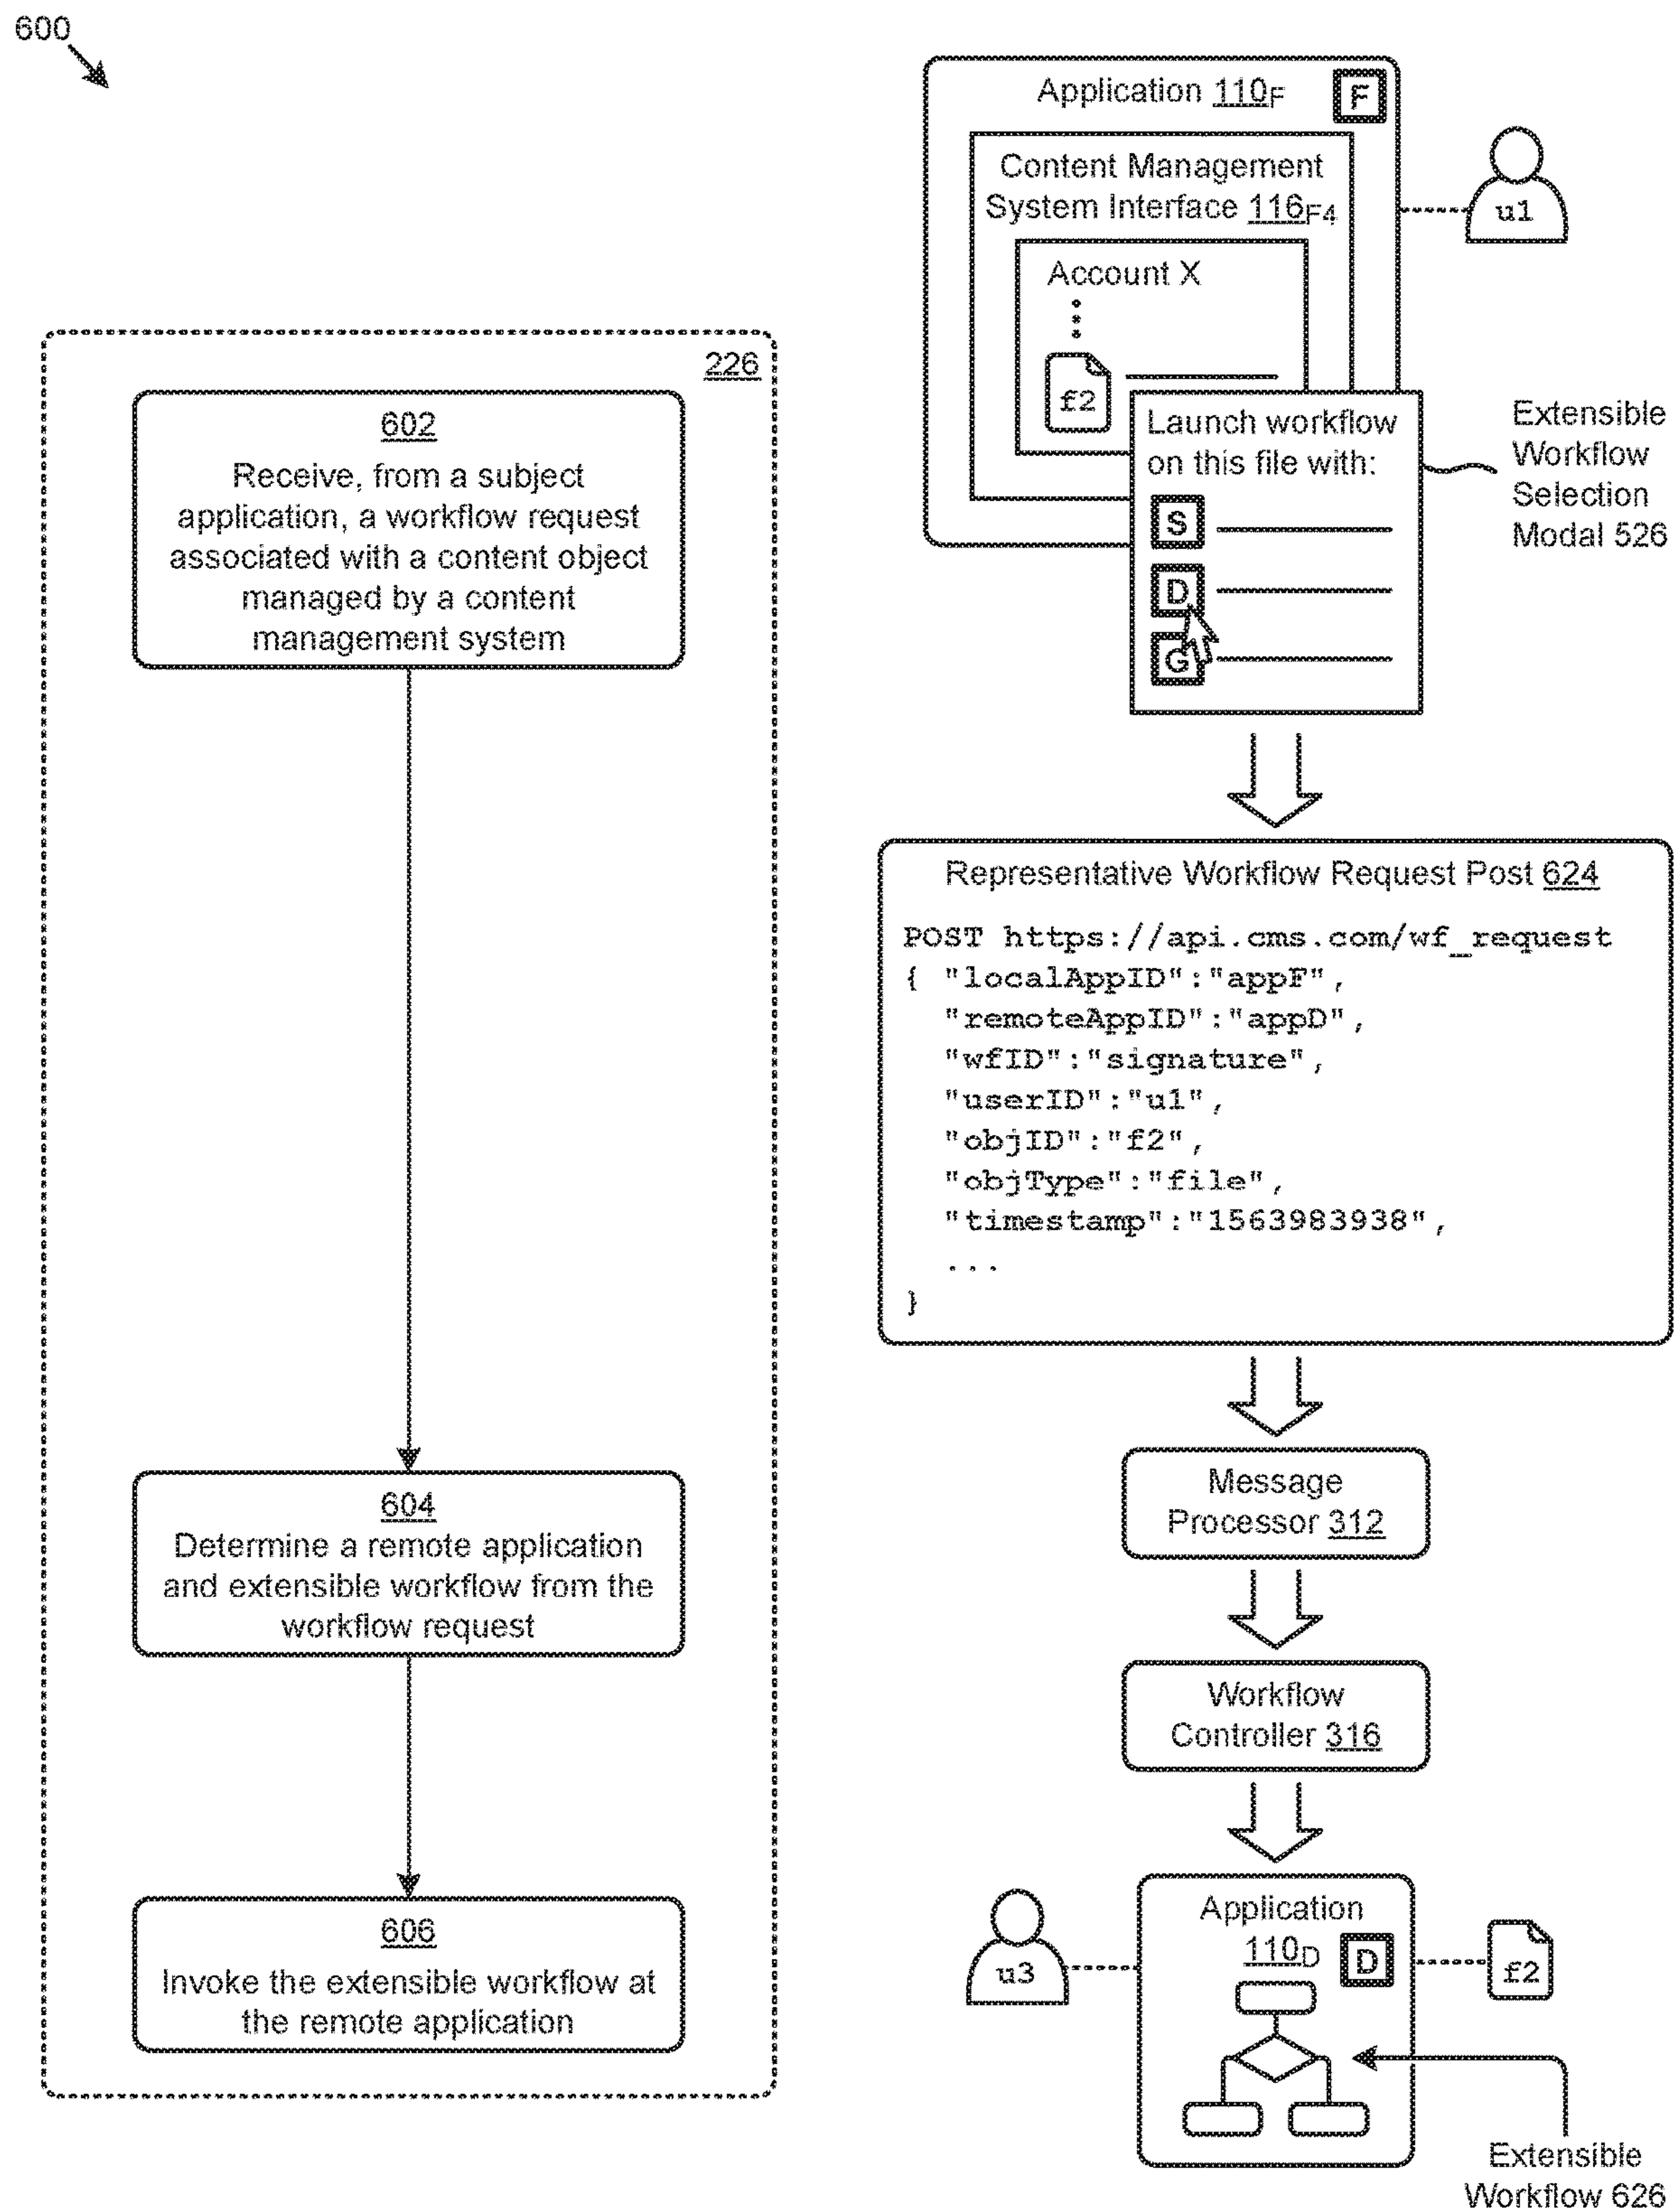 600
226
602
Receive, from a subject
application, a workflow request
associated with a content object
managed by a content
management system
604
Determine a remote application
and extensible workflow from the
workflow request
606
Invoke the extensible workflow at
the remote application
Application 110F
F
Content Management
System Interface 116F4
u1
Account X
f2
Launch workflow
on this file with:
S
D
G
Extensible
Workflow
Selection
Modal 526
Representative Workflow Request Post 624
POST https://api.cms.com/wf_request
{ "localAppID":"appF",
"remoteAppID":"appD",
"wfID":"signature",
"userID":"u1",
"objID":"f2",
"objType":"file",
"timestamp":"1563983938",
...
}
Message
Processor 312
Workflow
Controller 316
Application
110D
D
u3
f2
Extensible
Workflow 626